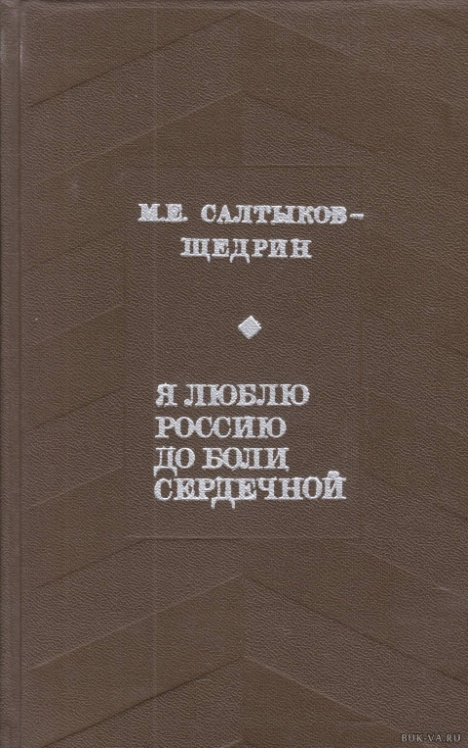 М.Е. САЛТЫКОВ-
ЩЕДРИН
Я ЛЮБЛЮ
РОССИЮ
ДО БОЛИ
СЕРДЕЧНОЙ
BUK-VA.RU